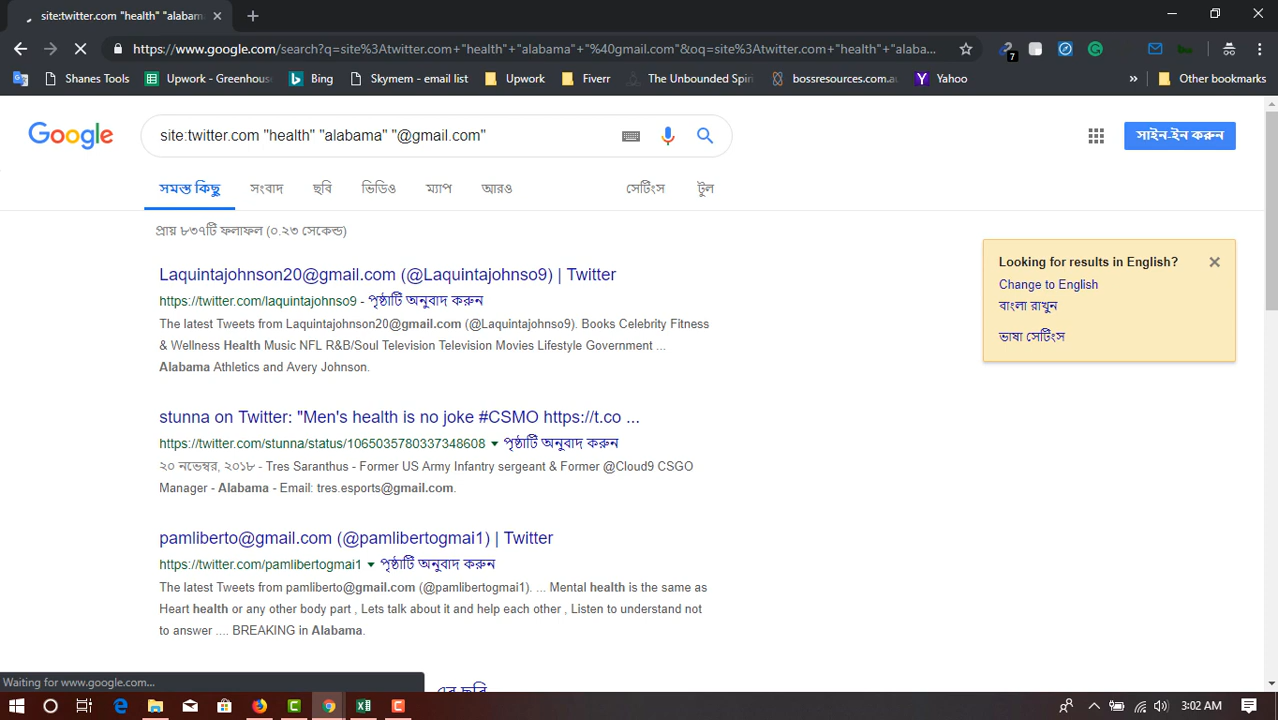 site:twitter.com "health" "alabam
https://www.google.com/search?q=site%3Atwitter.com+"health"+"alabama"+"%40gmail.com"&oq=site%3Atwitter.com+"health"+"alaba...
7
Shanes Tools
Upwork - Greenhous
Bing
Skymem - email list
Upwork
Fiverr
The Unbounded Spiri
bossresources.com.au
Yahoo
»
Other bookmarks
Google
site:twitter.com "health" "alabama" "@gmail.com"
সাইন-ইন করুন
সমস্ত কিছু
সংবাদ
ছবি
ভিডিও
ম্যাপ
আরও
সেটিংস
টুল
প্রায় ৮৩৭টি ফলাফল (০.২৩ সেকেন্ড)
Laquintajohnson20@gmail.com (@Laquintajohnso9) | Twitter
https://twitter.com/laquintajohnso9 - পৃষ্ঠাটি অনুবাদ করুন
The latest Tweets from Laquintajohnson20@gmail.com (@Laquintajohnso9). Books Celebrity Fitness
& Wellness Health Music NFL R&B/Soul Television Television Movies Lifestyle Government ...
Alabama Athletics and Avery Johnson.
stunna on Twitter: "Men's health is no joke #CSMO https://t.co ...
https://twitter.com/stunna/status/1065035780337348608 পৃষ্ঠাটি অনুবাদ করুন
২০ নভেম্বর, ২০১৮ - Tres Saranthus - Former US Army Infantry sergeant & Former @Cloud9 CSGO
Manager - Alabama - Email: tres.esports@gmail.com.
pamliberto@gmail.com (@pamlibertogmai1) | Twitter
https://twitter.com/pamlibertogmai1 পৃষ্ঠাটি অনুবাদ করুন
The latest Tweets from pamliberto@gmail.com (@pamlibertogmai1). ... Mental health is the same as
Heart health or any other body part , Lets talk about it and help each other , Listen to understand not
to answer .... BREAKING in Alabama.
Looking for results in English?
Change to English
বাংলা রাখুন
ভাষা সেটিংস
Waiting for www.google.com...
3:02 AM